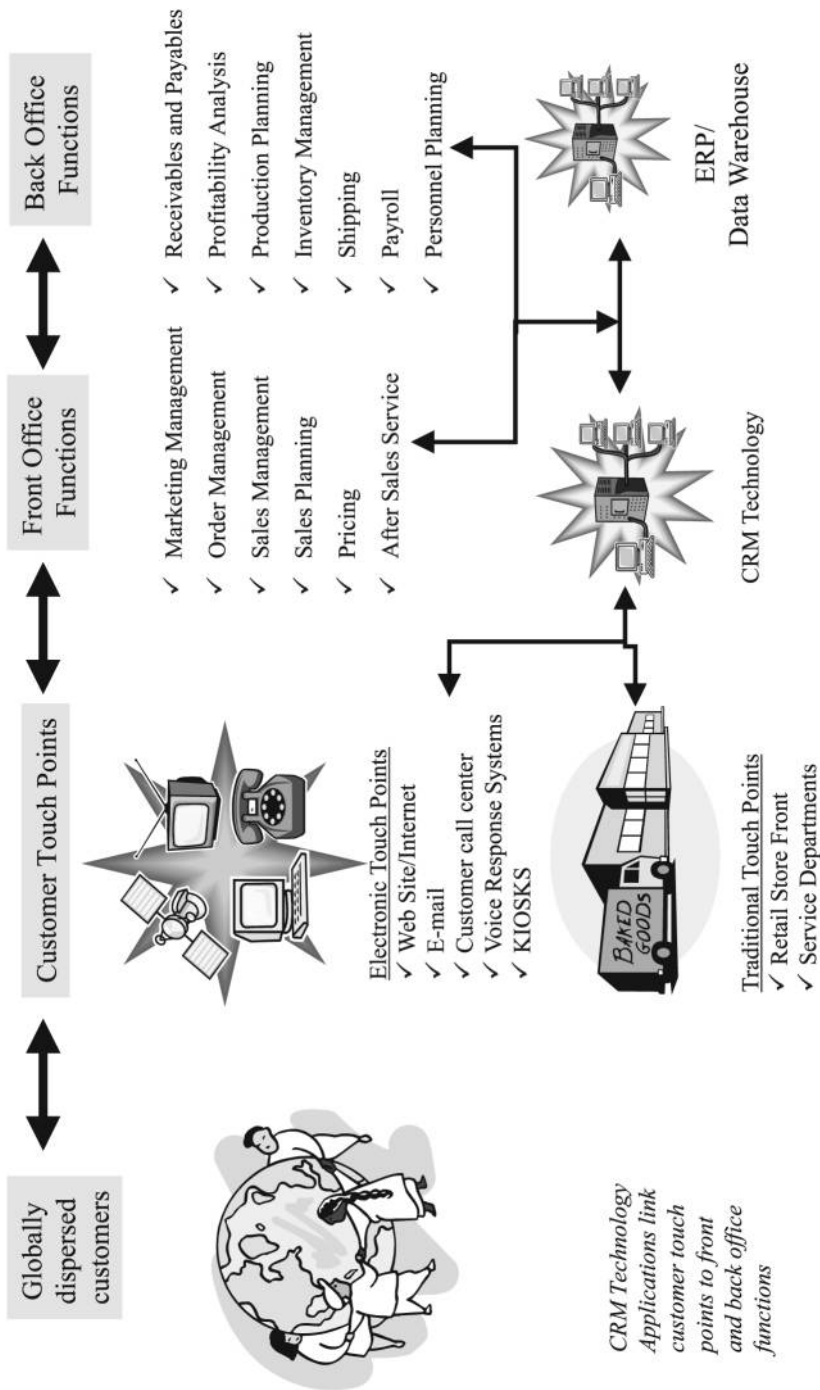 Globally
dispersed
customers
Customer Touch Points
Front Office
Functions
Back Office
Functions
Electronic Touch Points
✓ Web Site/Internet
✓ E-mail
✓ Customer call center
✓ Voice Response Systems
✓ KIOSKS
BAKED
GOODS
Traditional Touch Points
✓ Retail Store Front
✓ Service Departments
✓ Marketing Management
✓ Order Management
✓ Sales Management
✓ Sales Planning
✓ Pricing
✓ After Sales Service
✓ Receivables and Payables
✓ Profitability Analysis
✓ Production Planning
✓ Inventory Management
✓ Shipping
✓ Payroll
✓ Personnel Planning
CRM Technology
ERP/
Data Warehouse
CRM Technology
Applications link
customer touch
points to front
and back office
functions